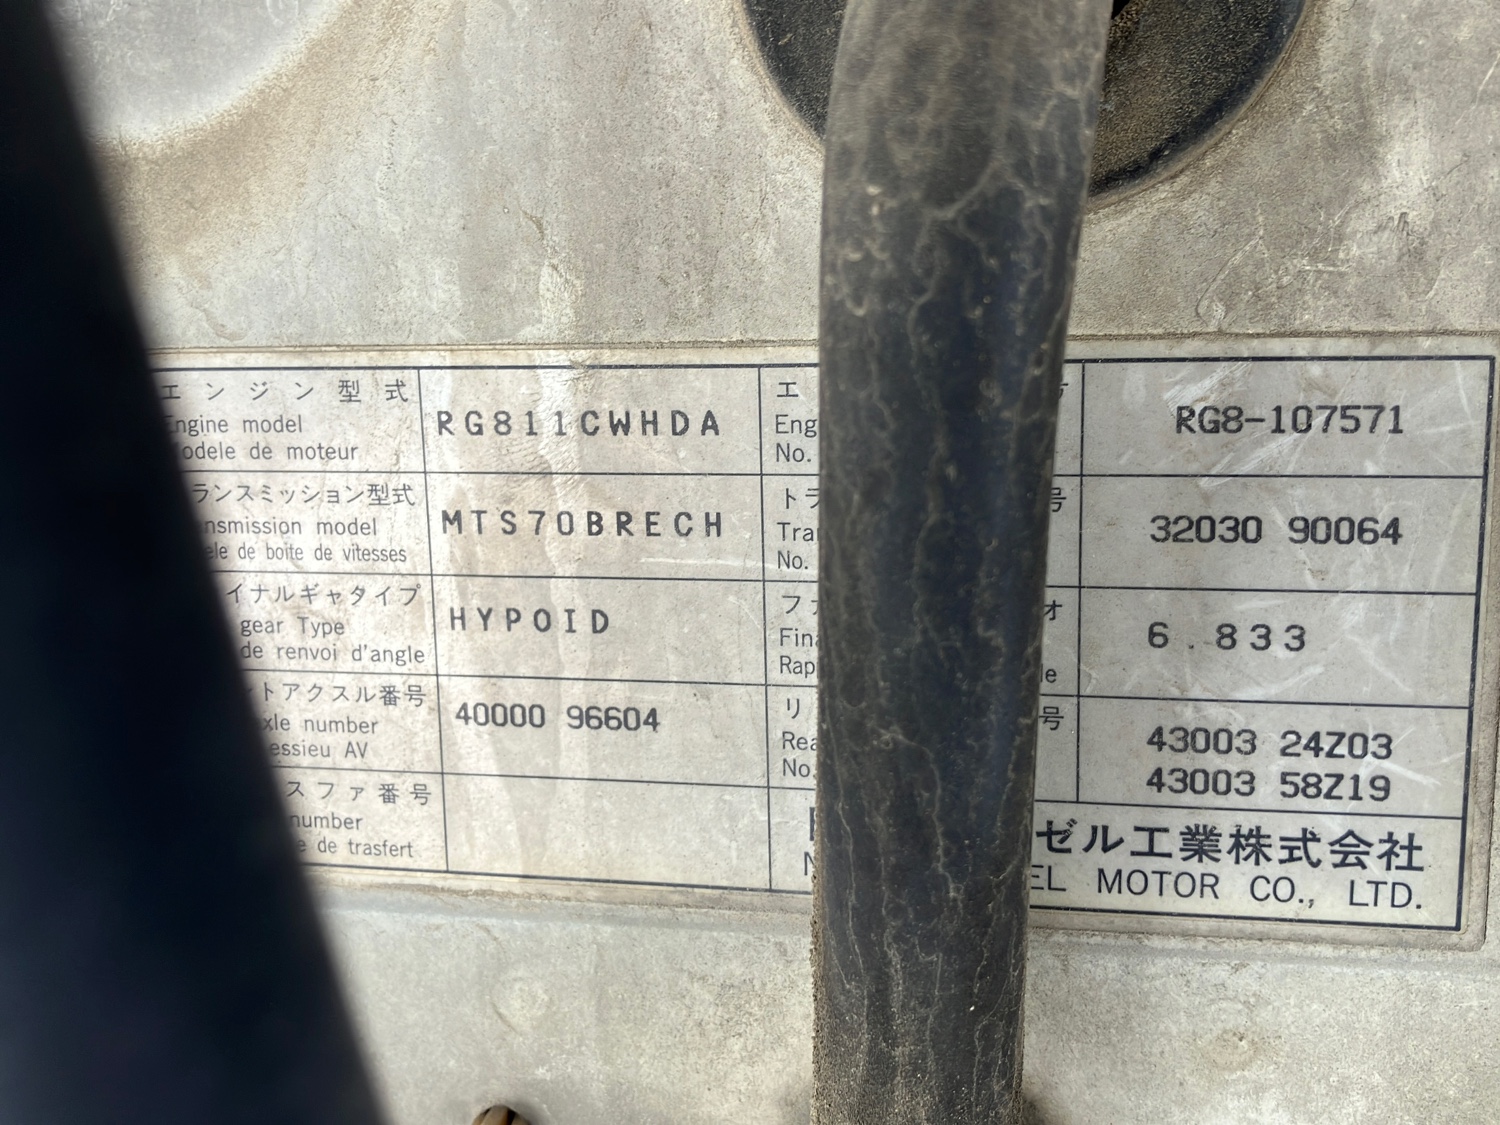 エンジン型式
Engine model
odele de moteur
RG811CWHDA
エ
Eng
No.
RG8-107571
ランスミッション型式
nsmission model
ele de boite de vitesses
MTS70BRECH
トラ
Tra
No.
号
32030 90064
イナルギャタイプ
gear Type
de renvoi d'angle
HYPOID
ファ
Fina
Rap
オ
le
6.833
ントアクスル番号
xle number
essieu AV
40000 96604
リ
Rea
No.
号
43003 24Z03
43003 58Z19
スファ番号
number
e de trasfert
ゼル工業株式会社
EL MOTOR CO., LTD.